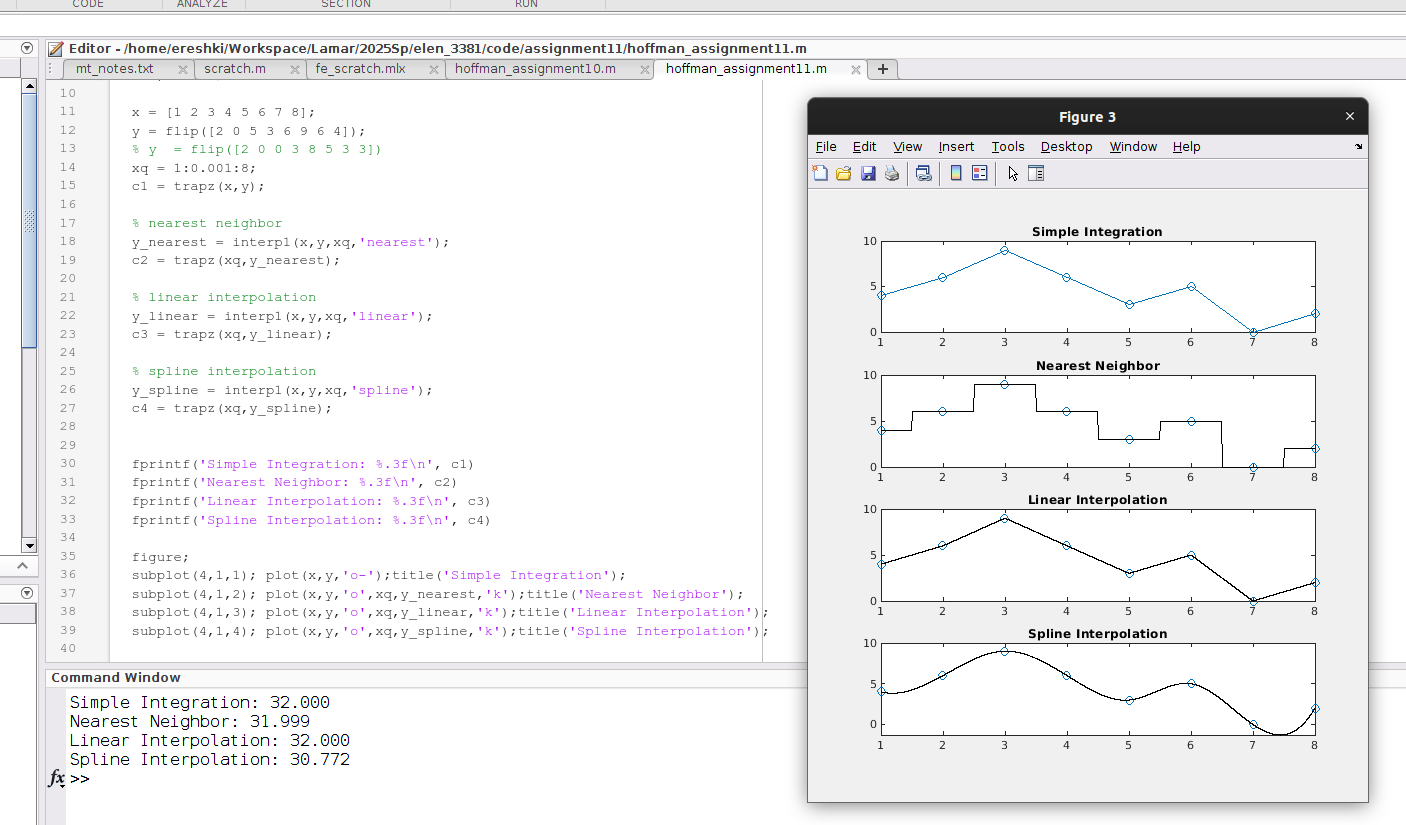 CODE ANALYZE SECTION RUN
Editor - /home/ereshki/Workspace/Lamar/2025Sp/elen_3381/code/assignment11/hoffman_assignment11.m
mt_notes.txt scratch.m fe_scratch.mlx hoffman_assignment10.m hoffman_assignment11.m
10
11 x = [1 2 3 4 5 6 7 8];
12 y = flip([2 0 5 3 6 9 6 4]);
13 % y  = flip([2 0 0 3 8 5 3 3])
14 xq = 1:0.001:8;
15 c1 = trapz(x,y);
16
17 % nearest neighbor
18 y_nearest = interp1(x,y,xq,'nearest');
19 c2 = trapz(xq,y_nearest);
20
21 % linear interpolation
22 y_linear = interp1(x,y,xq,'linear');
23 c3 = trapz(xq,y_linear);
24
25 % spline interpolation
26 y_spline = interp1(x,y,xq,'spline');
27 c4 = trapz(xq,y_spline);
28
29
30 fprintf('Simple Integration: %.3f\n', c1)
31 fprintf('Nearest Neighbor: %.3f\n', c2)
32 fprintf('Linear Interpolation: %.3f\n', c3)
33 fprintf('Spline Interpolation: %.3f\n', c4)
34
35 figure;
36 subplot(4,1,1); plot(x,y,'o-');title('Simple Integration');
37 subplot(4,1,2); plot(x,y,'o',xq,y_nearest,'k');title('Nearest Neighbor');
38 subplot(4,1,3); plot(x,y,'o',xq,y_linear,'k');title('Linear Interpolation');
39 subplot(4,1,4); plot(x,y,'o',xq,y_spline,'k');title('Spline Interpolation');
40
Command Window
Simple Integration: 32.000
Nearest Neighbor: 31.999
Linear Interpolation: 32.000
Spline Interpolation: 30.772
fx >>
Figure 3
File Edit View Insert Tools Desktop Window Help
Simple Integration
10
5
0
1 2 3 4 5 6 7 8
Nearest Neighbor
10
5
0
1 2 3 4 5 6 7 8
Linear Interpolation
10
5
0
1 2 3 4 5 6 7 8
Spline Interpolation
10
5
0
1 2 3 4 5 6 7 8